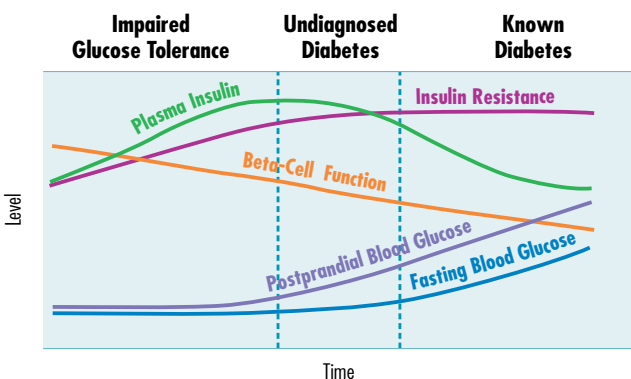 Impaired
Glucose Tolerance
Undiagnosed
Diabetes
Known
Diabetes
Plasma Insulin
Insulin Resistance
Beta-Cell Function
Postprandial Blood Glucose
Fasting Blood Glucose
Level
Time